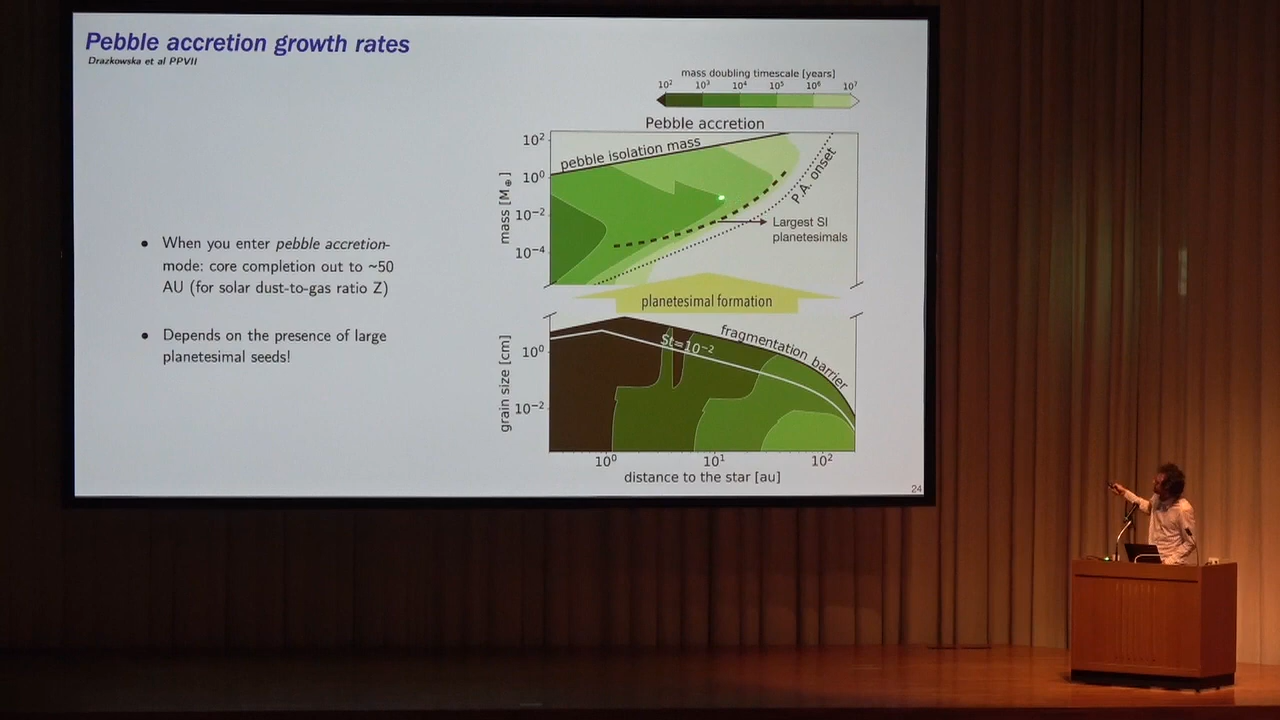 Pebble accretion growth rates
Drazkowska et al PPVII
• When you enter pebble accretion-
mode: core completion out to ~50
AU (for solar dust-to-gas ratio Z)
• Depends on the presence of large
planetesimal seeds!
mass doubling timescale [years]
10² 10³ 10⁴ 10⁵ 10⁶ 10⁷
Pebble accretion
10²
10⁰
10⁻²
10⁻⁴
mass [M⊕]
pebble isolation mass
P.A. onset
Largest SI
planetesimals
planetesimal formation
10⁰
10⁻²
grain size [cm]
St=10⁻²
fragmentation barrier
10⁰ 10¹ 10²
distance to the star [au]
24